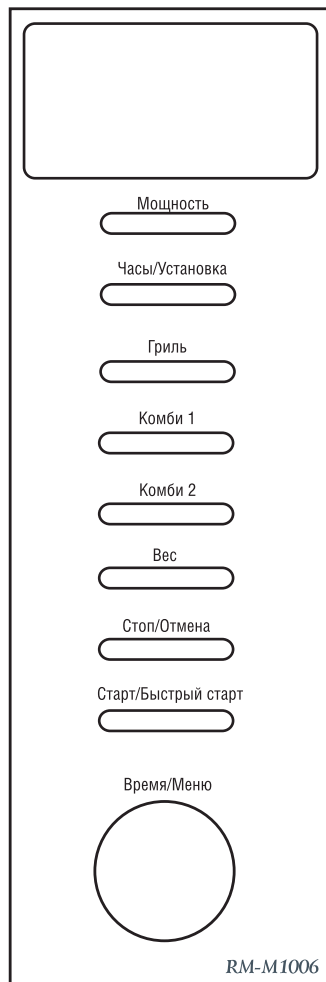 Мощность
Часы/Установка
Гриль
Комби 1
Комби 2
Вес
Стоп/Отмена
Старт/Быстрый старт
Время/Меню
RM-M1006